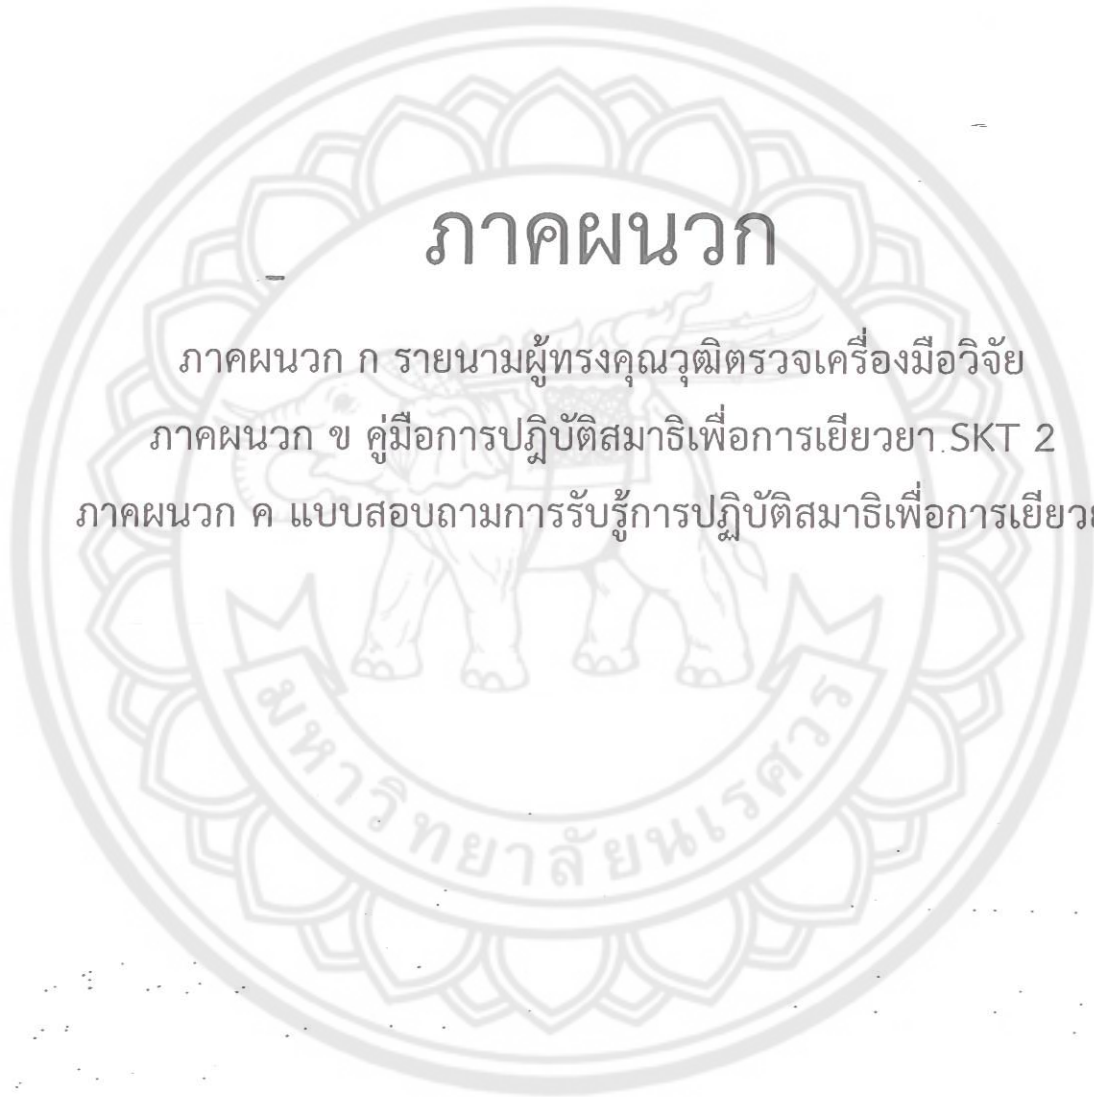 ภาคผนวก
ภาคผนวก ก รายนามผู้ทรงคุณวุฒิตรวจเครื่องมือวิจัย
ภาคผนวก ข คู่มือการปฏิบัติสมาธิเพื่อการเยียวยา SKT 2
ภาคผนวก ค แบบสอบถามการรับรู้การปฏิบัติสมาธิเพื่อการเยียว
มหาวิทยาลัยนเรศวร